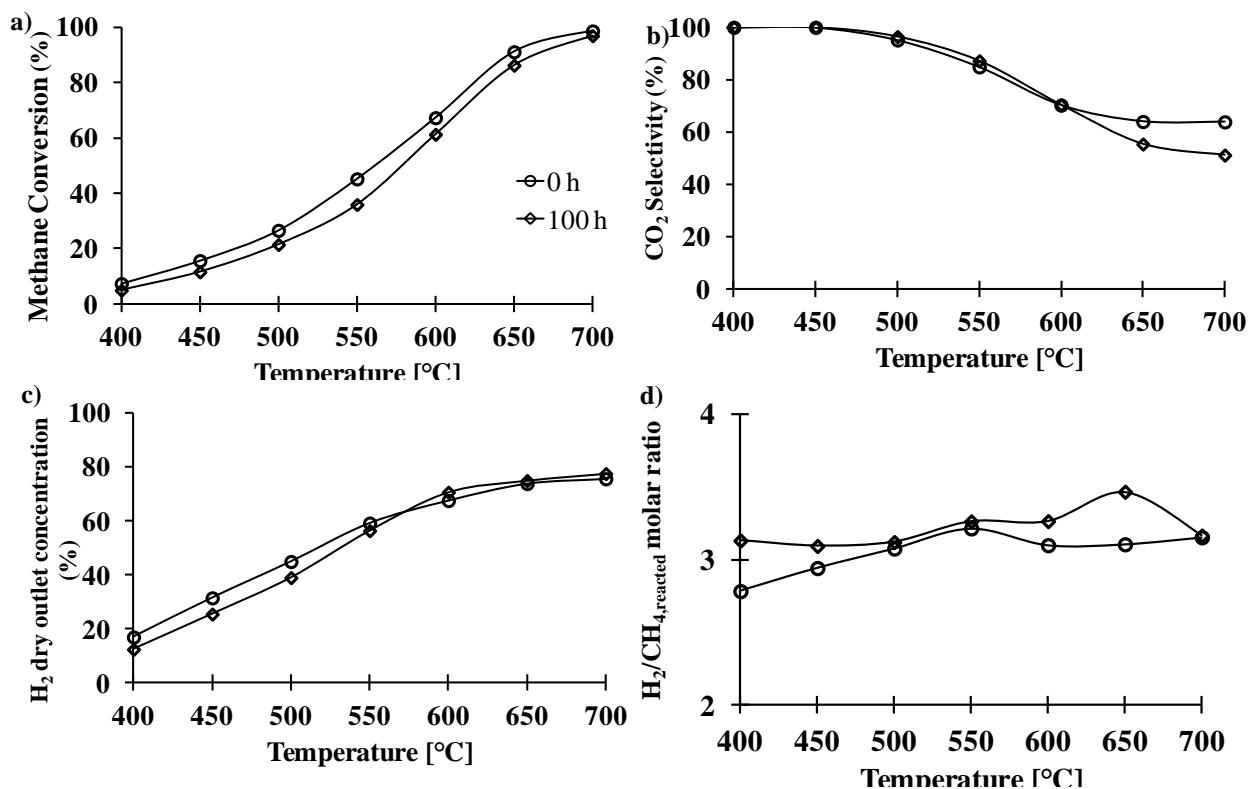 a)
Methane Conversion (%)
100
80
60
40
20
0
0 h
100 h
400 450 500 550 600 650 700
Temperature [°C]
b)
CO2 Selectivity (%)
100
80
60
40
20
0
400 450 500 550 600 650 700
Temperature [°C]
c)
H2 dry outlet concentration
(%)
100
80
60
40
20
0
400 450 500 550 600 650 700
Temperature [°C]
d)
H2/CH4,reacted molar ratio
4
3
2
400 450 500 550 600 650 700
Temperature [°C]